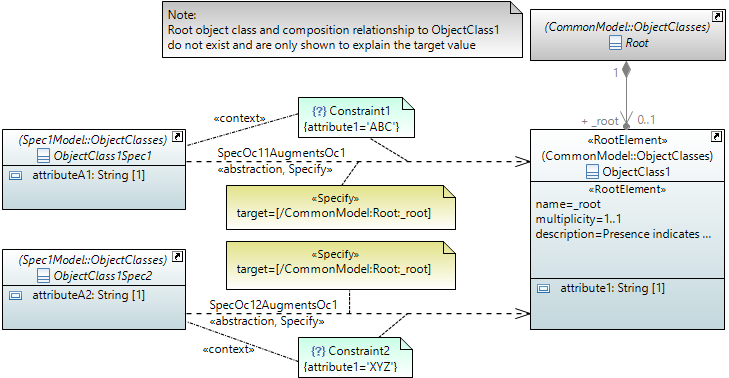 Note:
Root object class and composition relationship to ObjectClass1
do not exist and are only shown to explain the target value
(CommonModel::ObjectClasses)
Root
1
+ _root
0..1
(Spec1Model::ObjectClasses)
ObjectClass1Spec1
attributeA1: String [1]
«context»
{?} Constraint1
{attribute1='ABC'}
SpecOc11AugmentsOc1
«abstraction, Specify»
«Specify»
target=[/CommonModel:Root:_root]
«RootElement»
(CommonModel::ObjectClasses)
ObjectClass1
«RootElement»
name=_root
multiplicity=1..1
description=Presence indicates ...
attribute1: String [1]
(Spec1Model::ObjectClasses)
ObjectClass1Spec2
attributeA2: String [1]
«Specify»
target=[/CommonModel:Root:_root]
SpecOc12AugmentsOc1
«abstraction, Specify»
«context»
{?} Constraint2
{attribute1='XYZ'}